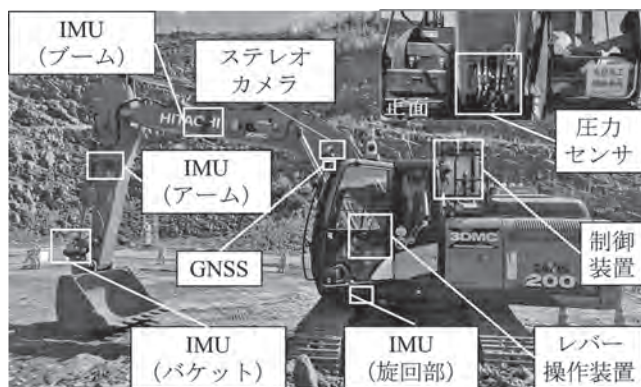 IMU
（ブーム）
ステレオ
カメラ
正面
圧力
センサ
HITACHI
IMU
（アーム）
GNSS
3DMC
200
制御
装置
IMU
（バケット）
IMU
（旋回部）
レバー
操作装置